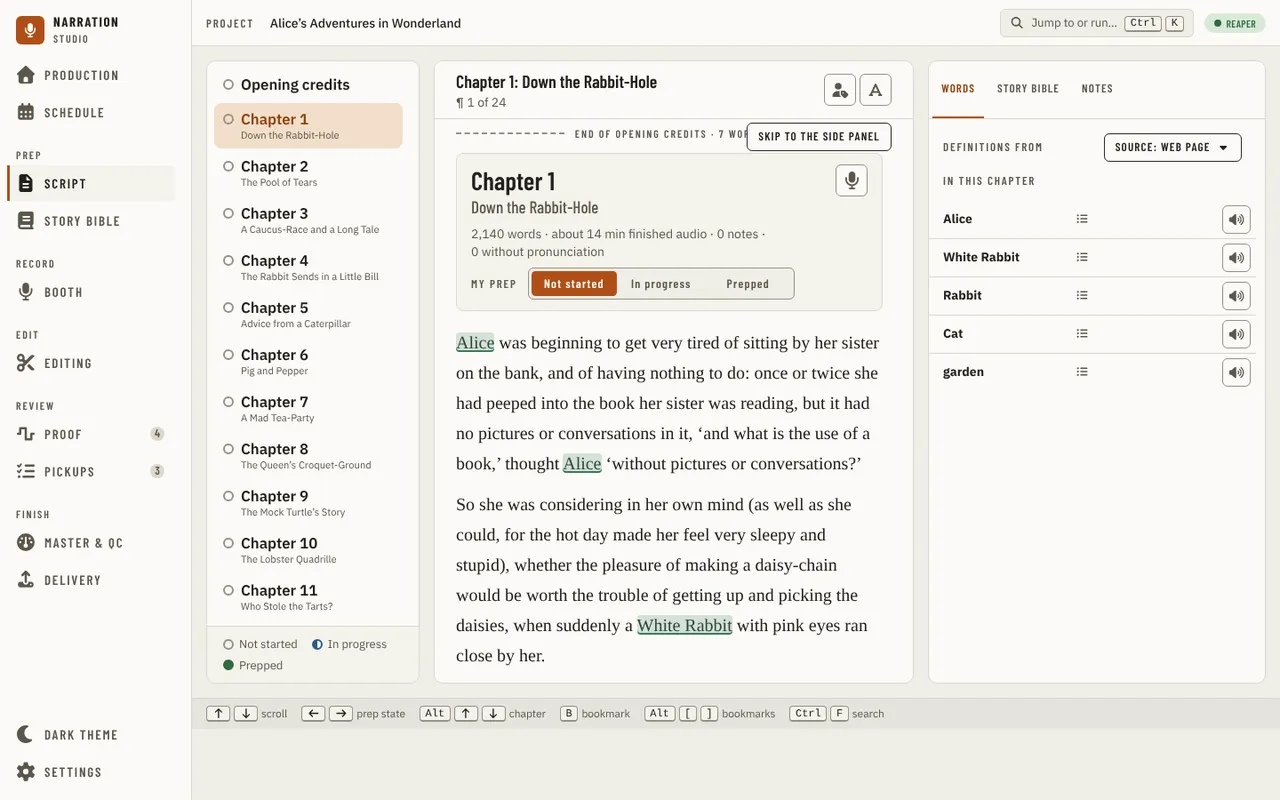 NARRATION
STUDIO
PRODUCTION
SCHEDULE
PREP
SCRIPT
STORY BIBLE
RECORD
BOOTH
EDIT
EDITING
REVIEW
PROOF 4
PICKUPS 3
FINISH
MASTER & QC
DELIVERY
DARK THEME
SETTINGS
PROJECT Alice’s Adventures in Wonderland
Jump to or run… Ctrl K
REAPER
Opening credits
Chapter 1
Down the Rabbit-Hole
Chapter 2
The Pool of Tears
Chapter 3
A Caucus-Race and a Long Tale
Chapter 4
The Rabbit Sends in a Little Bill
Chapter 5
Advice from a Caterpillar
Chapter 6
Pig and Pepper
Chapter 7
A Mad Tea-Party
Chapter 8
The Queen’s Croquet-Ground
Chapter 9
The Mock Turtle’s Story
Chapter 10
The Lobster Quadrille
Chapter 11
Who Stole the Tarts?
Not started In progress
Prepped
Chapter 1: Down the Rabbit-Hole
¶ 1 of 24
A
END OF OPENING CREDITS · 7
SKIP TO THE SIDE PANEL
Chapter 1
Down the Rabbit-Hole
2,140 words · about 14 min finished audio · 0 notes ·
0 without pronunciation
MY PREP Not started In progress Prepped
Alice was beginning to get very tired of sitting by her sister
on the bank, and of having nothing to do: once or twice she
had peeped into the book her sister was reading, but it had
no pictures or conversations in it, ‘and what is the use of a
book,’ thought Alice ‘without pictures or conversations?’
So she was considering in her own mind (as well as she
could, for the hot day made her feel very sleepy and
stupid), whether the pleasure of making a daisy-chain
would be worth the trouble of getting up and picking the
daisies, when suddenly a White Rabbit with pink eyes ran
close by her.
WORDS STORY BIBLE NOTES
DEFINITIONS FROM SOURCE: WEB PAGE
IN THIS CHAPTER
Alice
White Rabbit
Rabbit
Cat
garden
↑ ↓ scroll ← → prep state Alt ↑ ↓ chapter B bookmark Alt [ ] bookmarks Ctrl F search